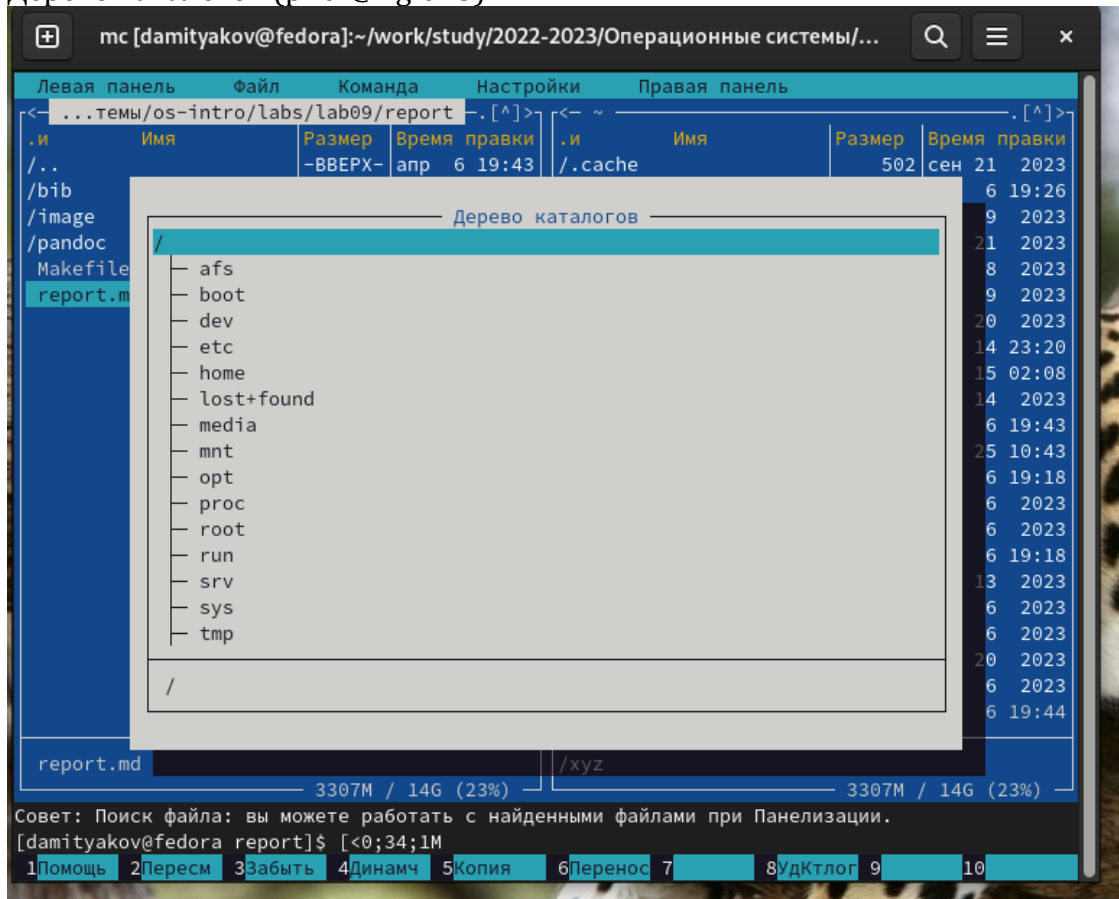 mc [damityakov@fedora]:~/work/study/2022-2023/Операционные системы/...
Левая панель Файл Команда Настройки Правая панель
<— ...темы/os-intro/labs/lab09/report —.[^]> <— ~ —.[^]>
.и Имя Размер Время правки .и Имя Размер Время правки
/.. -ВВЕРХ- апр 6 19:43 /.cache 502 сен 21 2023
/bib 6 19:26
/image Дерево каталогов 9 2023
/pandoc / 21 2023
Makefile ├─ afs 8 2023
report.m ├─ boot 9 2023
├─ dev 20 2023
├─ etc 14 23:20
├─ home 15 02:08
├─ lost+found 14 2023
├─ media 6 19:43
├─ mnt 25 10:43
├─ opt 6 19:18
├─ proc 6 2023
├─ root 6 2023
├─ run 6 19:18
├─ srv 13 2023
├─ sys 6 2023
├─ tmp 6 2023
20 2023
/ 6 2023
6 19:44
report.md /xyz
3307M / 14G (23%) 3307M / 14G (23%)
Совет: Поиск файла: вы можете работать с найденными файлами при Панелизации.
[damityakov@fedora report]$ [<0;34;1M
1Помощь 2Пересм 3Забыть 4Динамч 5Копия 6Перенос 7 8УдКтлог 9 10